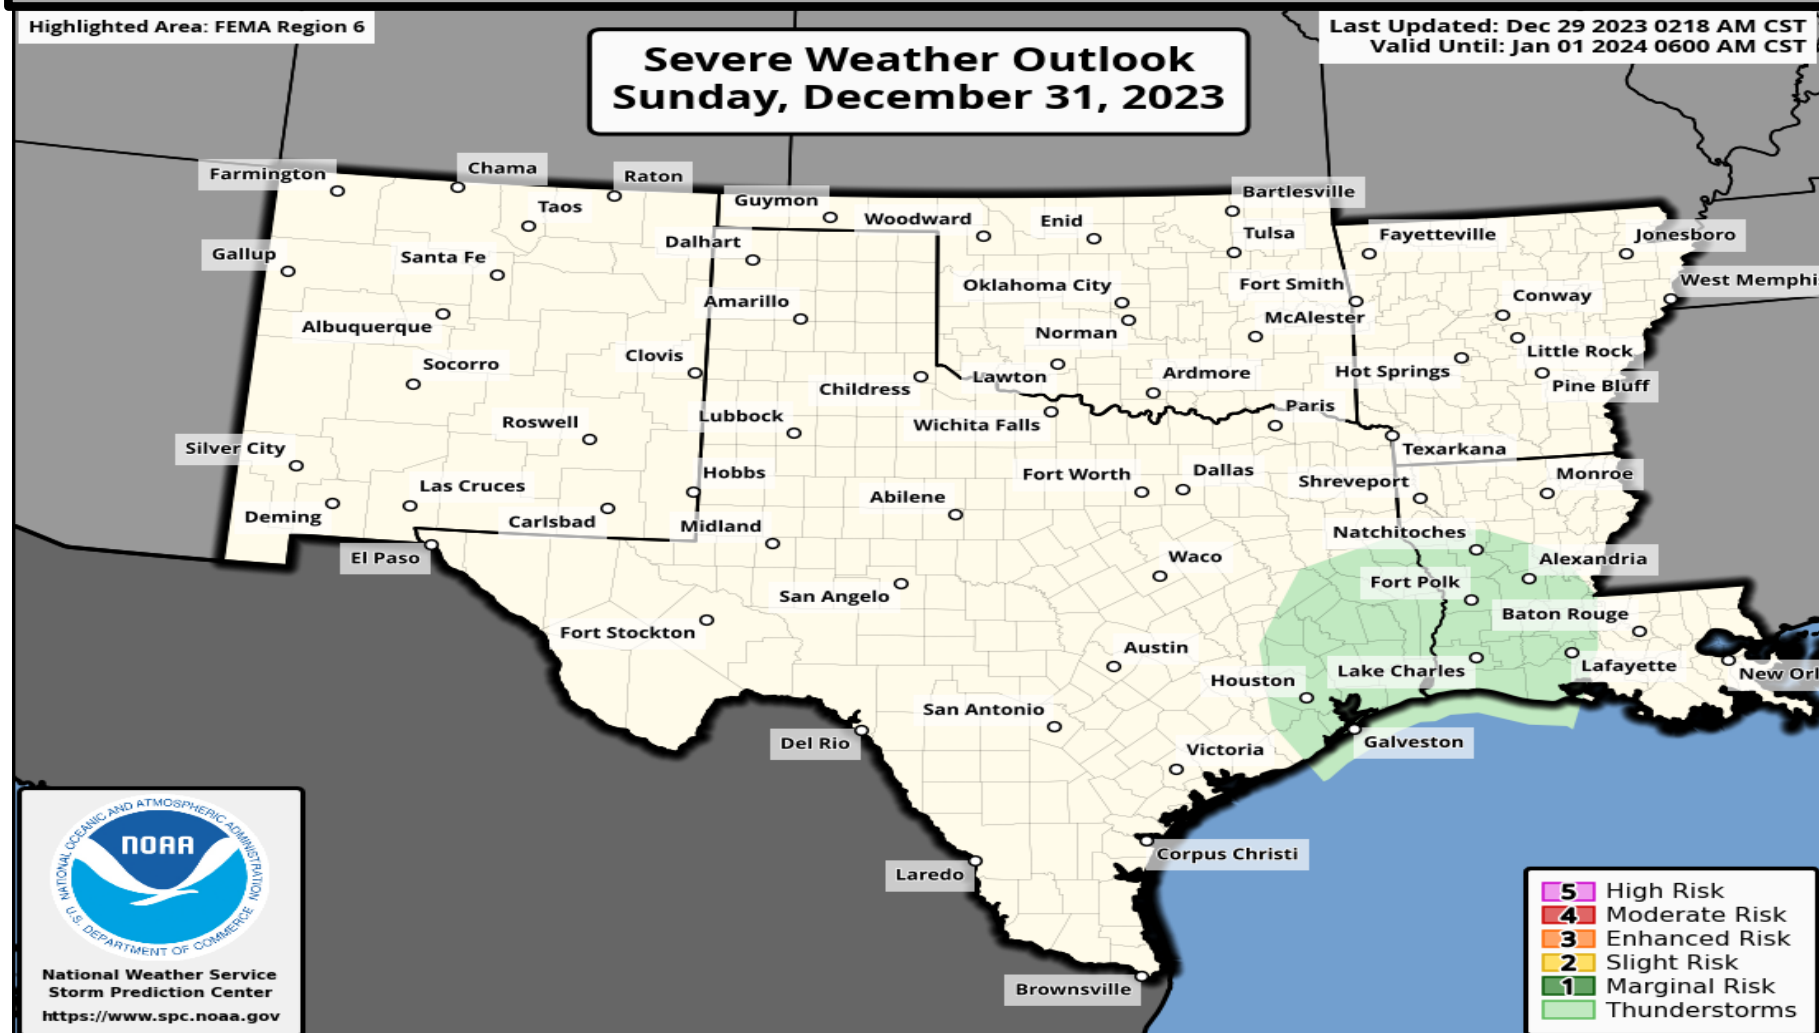 Highlighted Area: FEMA Region 6
Severe Weather Outlook
Sunday, December 31, 2023
Last Updated: Dec 29 2023 0218 AM CST
Valid Until: Jan 01 2024 0600 AM CST
Farmington
Chama
Raton
Taos
Guymon
Woodward
Enid
Bartlesville
Tulsa
Fayetteville
Jonesboro
Gallup
Santa Fe
Dalhart
Oklahoma City
Fort Smith
Conway
West Memphi
Albuquerque
Amarillo
Norman
McAlester
Little Rock
Socorro
Clovis
Childress
Lawton
Ardmore
Hot Springs
Pine Bluff
Roswell
Lubbock
Wichita Falls
Paris
Texarkana
Silver City
Las Cruces
Hobbs
Abilene
Fort Worth
Dallas
Shreveport
Monroe
Deming
Carlsbad
Midland
Natchitoches
El Paso
San Angelo
Waco
Fort Polk
Alexandria
Fort Stockton
Austin
Baton Rouge
Houston
Lake Charles
Lafayette
New Orl
San Antonio
Del Rio
Victoria
Galveston
Laredo
Corpus Christi
Brownsville
NATIONAL OCEANIC AND ATMOSPHERIC ADMINISTRATION
NOAA
U.S. DEPARTMENT OF COMMERCE
National Weather Service
Storm Prediction Center
https://www.spc.noaa.gov
5 High Risk
4 Moderate Risk
3 Enhanced Risk
2 Slight Risk
1 Marginal Risk
Thunderstorms